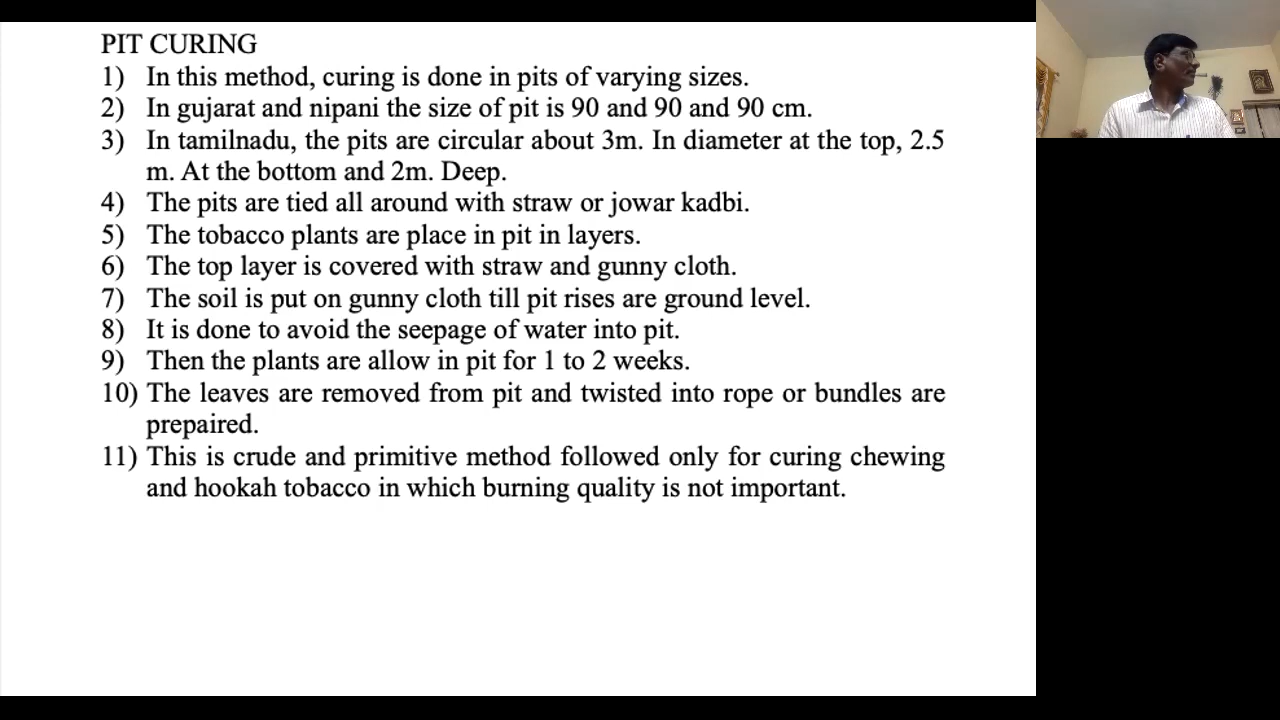 PIT CURING
1) In this method, curing is done in pits of varying sizes.
2) In gujarat and nipani the size of pit is 90 and 90 and 90 cm.
3) In tamilnadu, the pits are circular about 3m. In diameter at the top, 2.5
m. At the bottom and 2m. Deep.
4) The pits are tied all around with straw or jowar kadbi.
5) The tobacco plants are place in pit in layers.
6) The top layer is covered with straw and gunny cloth.
7) The soil is put on gunny cloth till pit rises are ground level.
8) It is done to avoid the seepage of water into pit.
9) Then the plants are allow in pit for 1 to 2 weeks.
10) The leaves are removed from pit and twisted into rope or bundles are
prepaired.
11) This is crude and primitive method followed only for curing chewing
and hookah tobacco in which burning quality is not important.